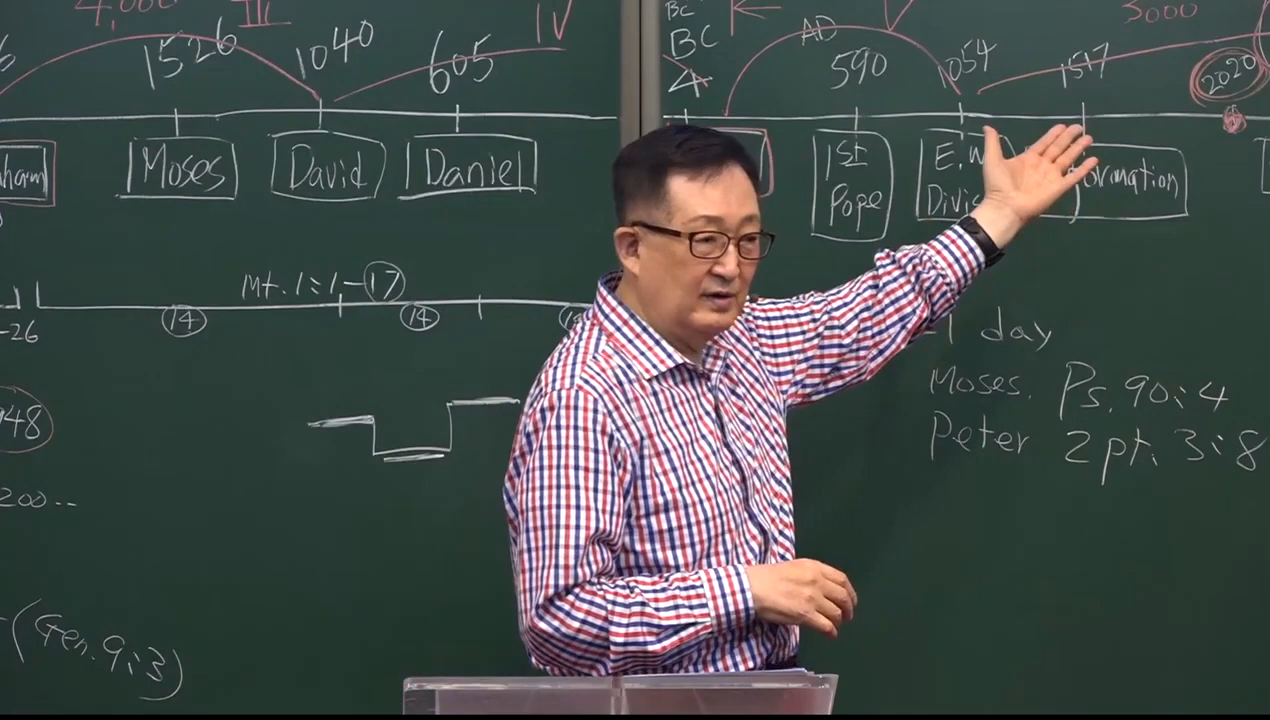 4,000
III
IV
1526
1040
605
Moses
David
Daniel
BC
BC
4
AD
590
1054
1517
3000
2020
1st
Pope
E.W
Divis
ormation
Mt. 1:1-17
14
14
-26
48
200...
(Gen. 9:3)
1 day
Moses. Ps. 90:4
Peter 2pt. 3:8